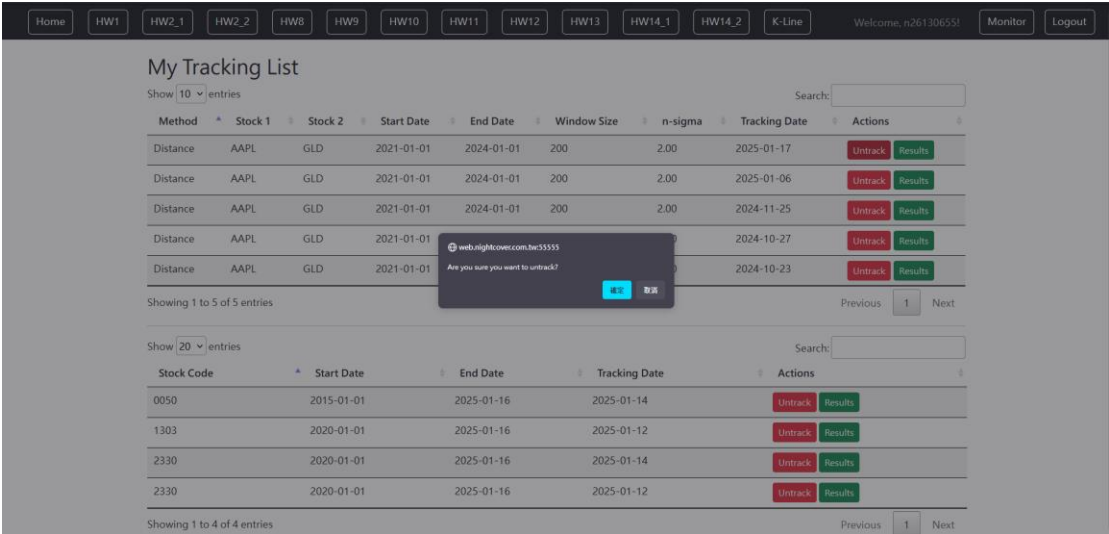 Home HW1 HW2_1 HW2_2 HW8 HW9 HW10 HW11 HW12 HW13 HW14_1 HW14_2 K-Line Welcome, n26130655! Monitor Logout
My Tracking List
Show 10 entries Search:
Method Stock 1 Stock 2 Start Date End Date Window Size n-sigma Tracking Date Actions
Distance AAPL GLD 2021-01-01 2024-01-01 200 2.00 2025-01-17 Untrack Results
Distance AAPL GLD 2021-01-01 2024-01-01 200 2.00 2025-01-06 Untrack Results
Distance AAPL GLD 2021-01-01 2024-01-01 200 2.00 2024-11-25 Untrack Results
Distance AAPL GLD 2021-01-01 2024-10-27 Untrack Results
Distance AAPL GLD 2021-01-01 2024-10-23 Untrack Results
web.nightcover.com.tw:55555
Are you sure you want to untrack?
確定 取消
Showing 1 to 5 of 5 entries Previous 1 Next
Show 20 entries Search:
Stock Code Start Date End Date Tracking Date Actions
0050 2015-01-01 2025-01-16 2025-01-14 Untrack Results
1303 2020-01-01 2025-01-16 2025-01-12 Untrack Results
2330 2020-01-01 2025-01-16 2025-01-14 Untrack Results
2330 2020-01-01 2025-01-16 2025-01-12 Untrack Results
Showing 1 to 4 of 4 entries Previous 1 Next